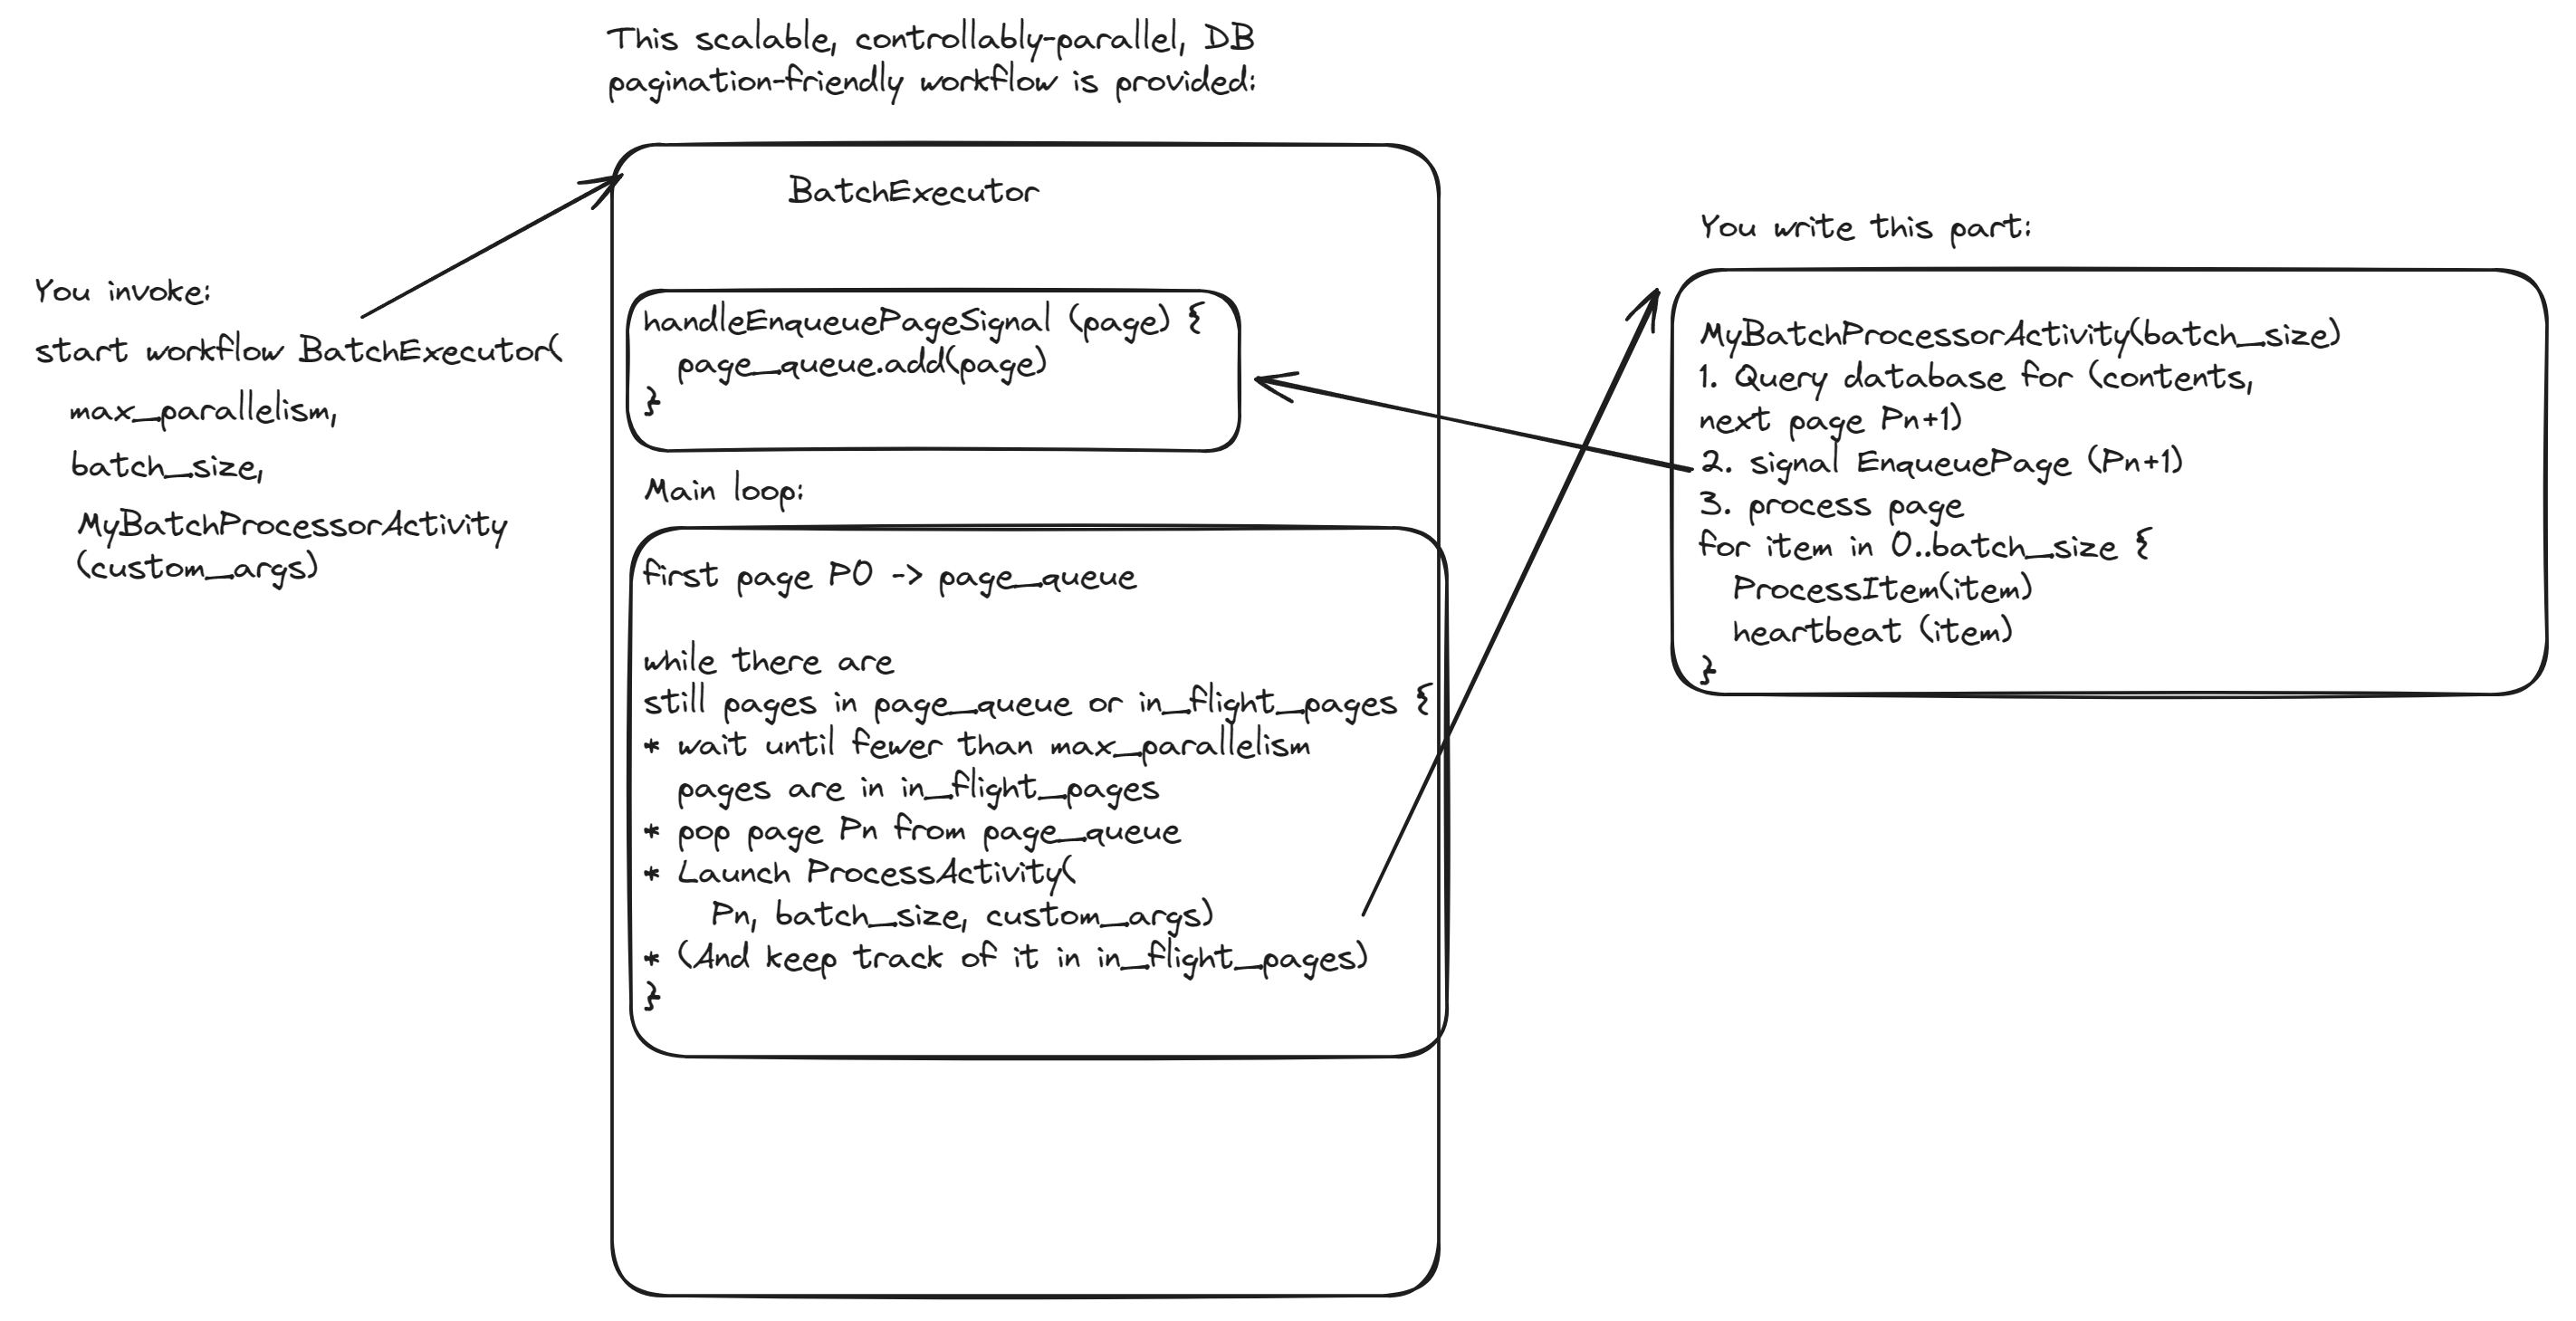 This scalable, controllably-parallel, DB
pagination-friendly workflow is provided:
You invoke:
start workflow BatchExecutor(
max_parallelism,
batch_size,
MyBatchProcessorActivity
(custom_args)
BatchExecutor
handleEnqueuePageSignal (page) {
page_queue.add(page)
}
Main loop:
first page P0 -> page_queue
while there are
still pages in page_queue or in_flight_pages {
* wait until fewer than max_parallelism
pages are in in_flight_pages
* pop page Pn from page_queue
* Launch ProcessActivity(
Pn, batch_size, custom_args)
* (And keep track of it in in_flight_pages)
}
You write this part:
MyBatchProcessorActivity(batch_size)
1. Query database for (contents,
next page Pn+1)
2. signal EnqueuePage (Pn+1)
3. process page
for item in 0..batch_size {
ProcessItem(item)
heartbeat (item)
}